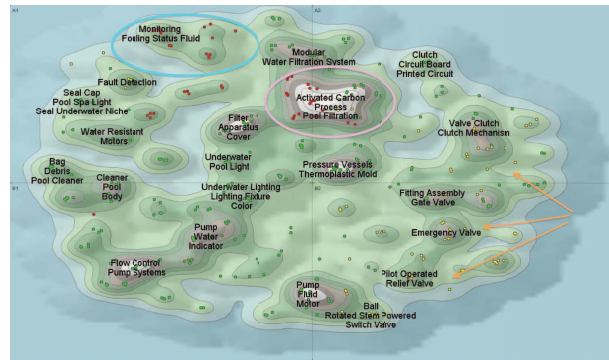 A1
A2
Monitoring
Fouling Status Fluid
Modular
Water Filtration System
Clutch
Circuit Board
Printed Circuit
Fault Detection
Seal Cap
Pool Spa Light
Seal Underwater Niche
Activated Carbon
Process
Pool Filtration
Filter
Apparatus
Cover
Valve Clutch
Clutch Mechanism
Water Resistant
Motors
Underwater
Pool Light
Pressure Vessels
Thermoplastic Mold
Bag
Debris
Pool Cleaner
Cleaner
Pool
Body
B1
B2
Underwater Lighting
Lighting Fixture
Color
Fitting Assembly
Gate Valve
Pump
Water
Indicator
Emergency Valve
Flow Control
Pump Systems
Pilot Operated
Relief Valve
Pump
Fluid
Motor
Ball
Rotated Stem Powered
Switch Valve